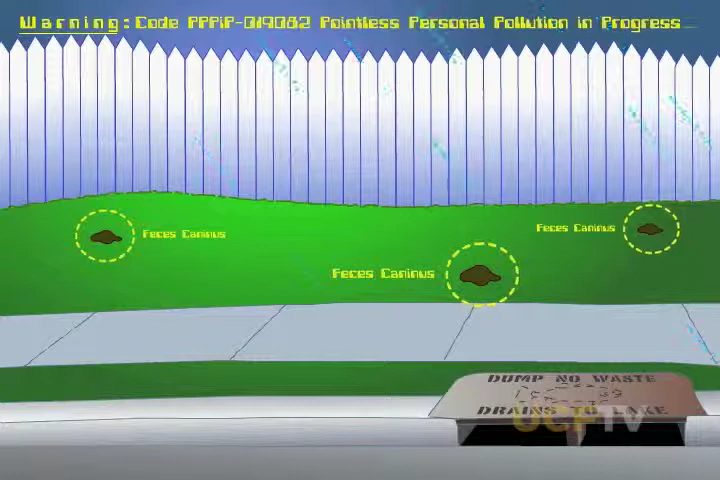 Warning: Code PPPiP-019082 Pointless Personal Pollution in Progress
Feces Caninus
Feces Caninus
Feces Caninus
DUMP NO WASTE
DRAINS TO LAKE
UCFTV